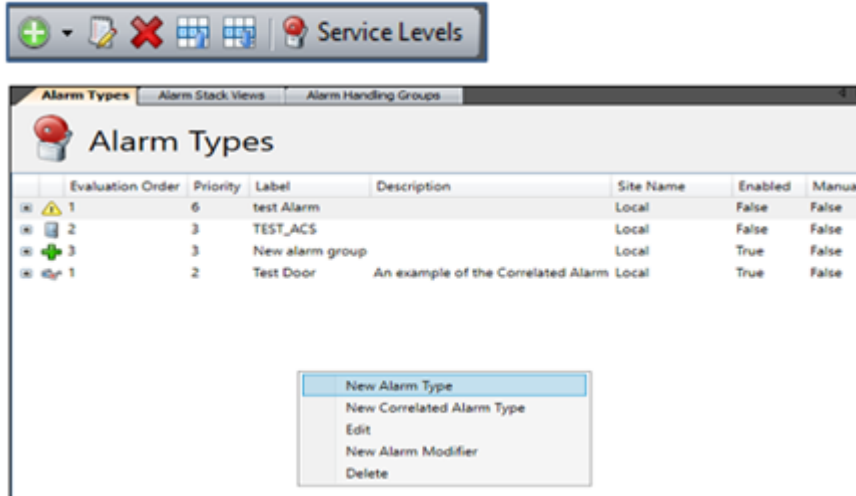 Service Levels
Alarm Types Alarm Stack Views Alarm Handling Groups
Alarm Types
Evaluation Order Priority Label Description Site Name Enabled Manua
1 6 test Alarm Local False False
2 3 TEST_ACS Local False False
3 3 New alarm group Local True False
1 2 Test Door An example of the Correlated Alarm Local True False
New Alarm Type
New Correlated Alarm Type
Edit
New Alarm Modifier
Delete